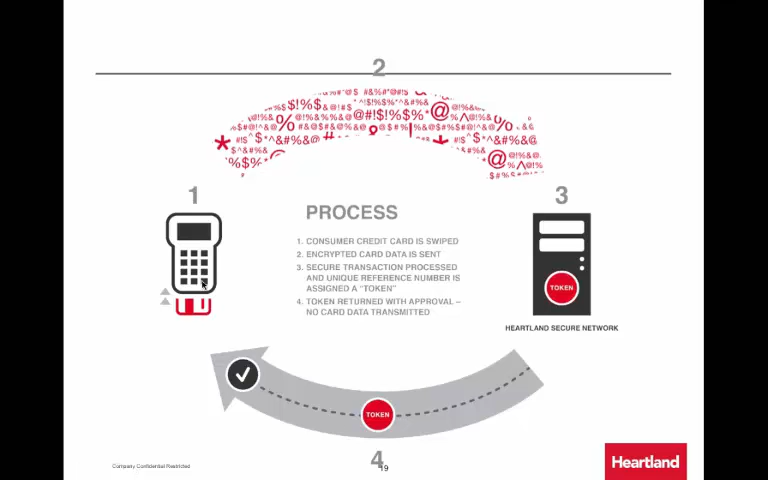 2
1
3
PROCESS
1. CONSUMER CREDIT CARD IS SWIPED
2. ENCRYPTED CARD DATA IS SENT
3. SECURE TRANSACTION PROCESSED
AND UNIQUE REFERENCE NUMBER IS
ASSIGNED A “TOKEN”
4. TOKEN RETURNED WITH APPROVAL –
NO CARD DATA TRANSMITTED
TOKEN
HEARTLAND SECURE NETWORK
TOKEN
4
19
Company Confidential Restricted
Heartland